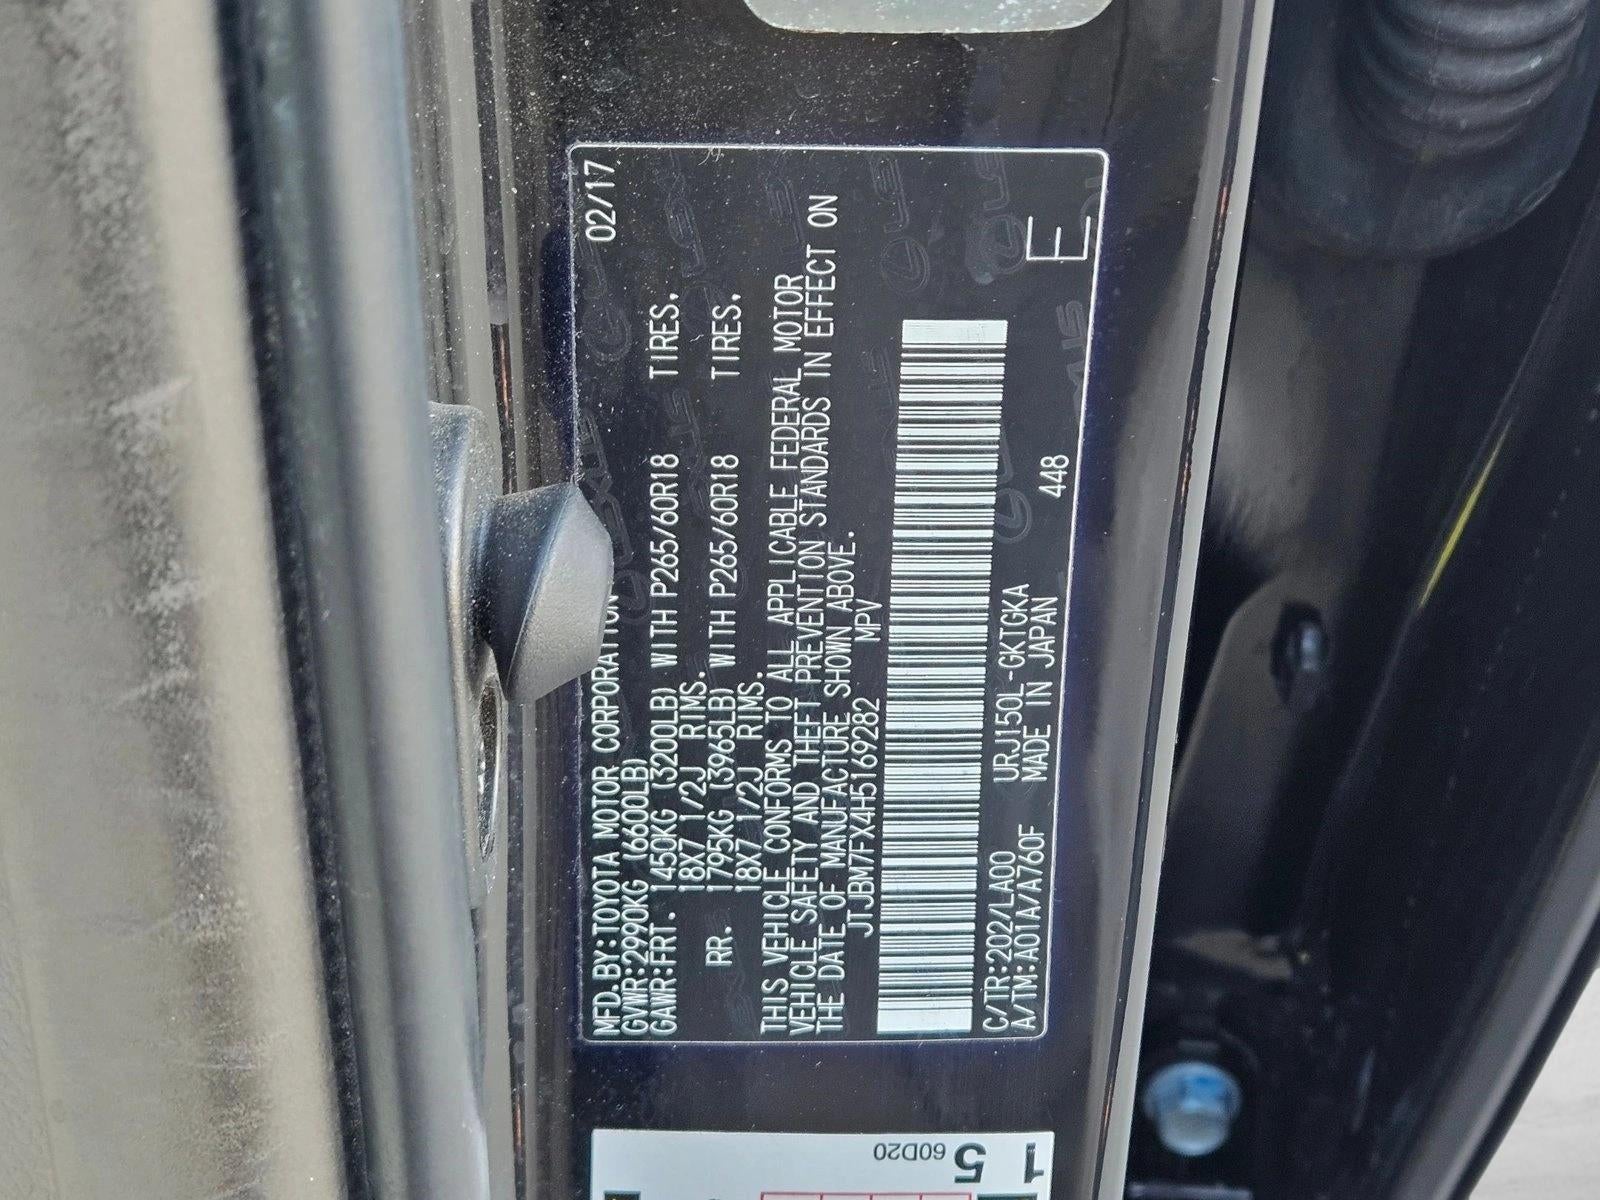 MFD.BY:TOYOTA MOTOR CORPORATION 02/17
GVWR:2990KG (6600LB)
GAWR:FRT. 1450KG (3200LB) WITH P265/60R18 TIRES.
18X7 1/2J RIMS.
RR. 1795KG (3965LB) WITH P265/60R18 TIRES.
18X7 1/2J RIMS.
THIS VEHICLE CONFORMS TO ALL APPLICABLE FEDERAL MOTOR
VEHICLE SAFETY AND THEFT PREVENTION STANDARDS IN EFFECT ON
THE DATE OF MANUFACTURE SHOWN ABOVE.
JTJBM7FX4H5169282 MPV
C/TR:202/LA00 URJ150L-GKTGKA
A/TM:A01A/A760F MADE IN JAPAN 448 E
15
60D20